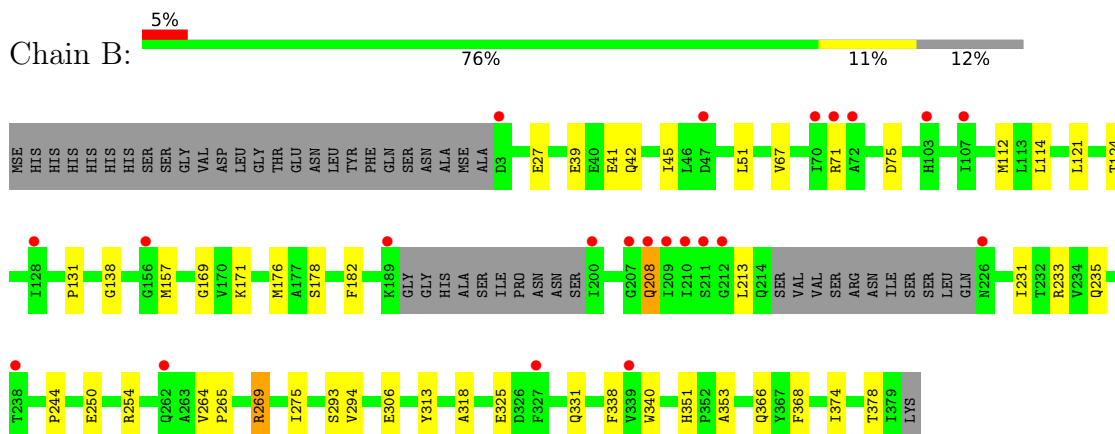 5%
Chain B:
76% 11% 12%
MSE HIS HIS HIS HIS HIS HIS SER SER GLY VAL ASP LEU GLY THR GLU ASN LEU TYR PHE GLN SER ASN ALA MSE ALA D3 E27 E39 E40 E41 Q42 I45 L46 D47 L51 V67 I70 R71 A72 D75 H103 I107 M112 L113 L114 L121 T124
I128 P131 G138 G156 M157 G169 V170 K171 M176 A177 S178 F182 K189 GLY GLY HIS ALA SER ILE PRO ASN ASN SER I200 G207 Q208 I209 I210 S211 G212 L213 Q214 SER VAL VAL SER ARG ASN ILE SER SER LEU GLN N226 I231 T232 R233 V234 Q235
T238 P244 E250 R254 Q262 A263 V264 P265 R269 I275 S293 V294 E306 Y313 A318 E325 D326 F327 Q331 F338 V339 W340 H351 P352 A353 Q366 Y367 F368 I374 T378 I379 LYS